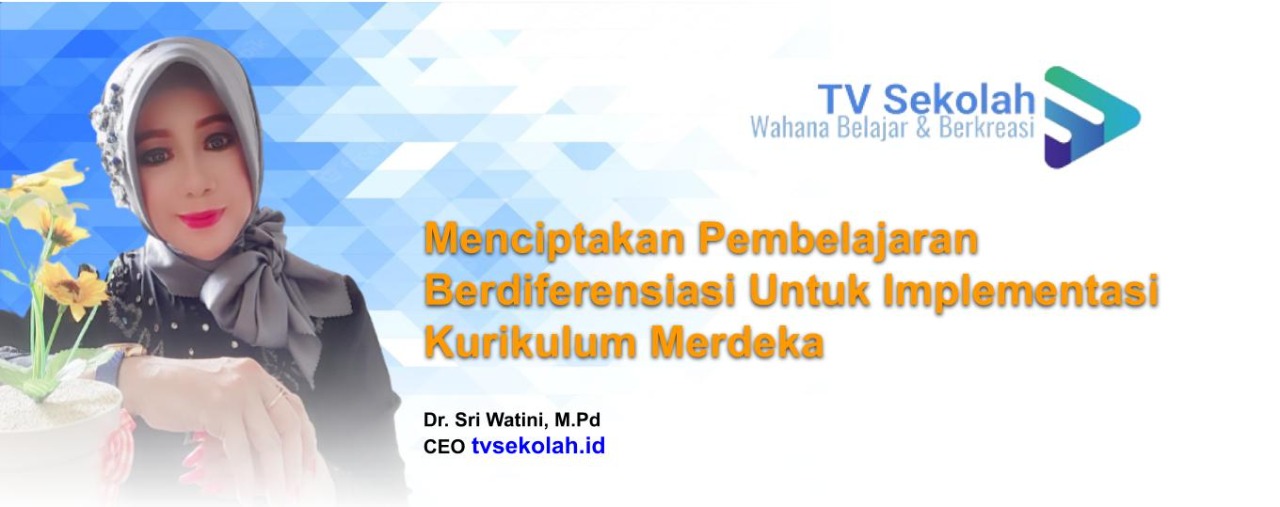 TV Sekolah
Wahana Belajar & Berkreasi
Menciptakan Pembelajaran
Berdiferensiasi Untuk Implementasi
Kurikulum Merdeka
Dr. Sri Watini, M.Pd
CEO tvsekolah.id